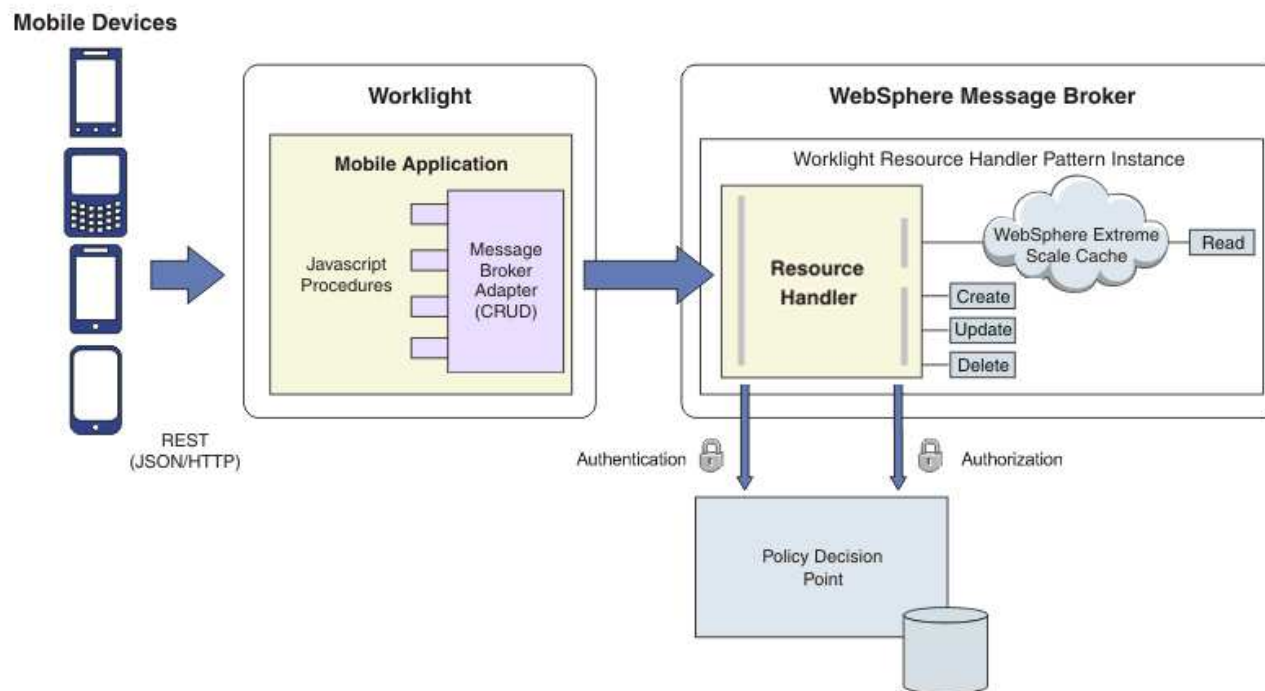 Mobile Devices
REST
(JSON/HTTP)
Worklight
Mobile Application
Javascript
Procedures
Message
Broker
Adapter
(CRUD)
WebSphere Message Broker
Worklight Resource Handler Pattern Instance
Resource
Handler
WebSphere Extreme
Scale Cache
Read
Create
Update
Delete
Authentication
Authorization
Policy Decision
Point